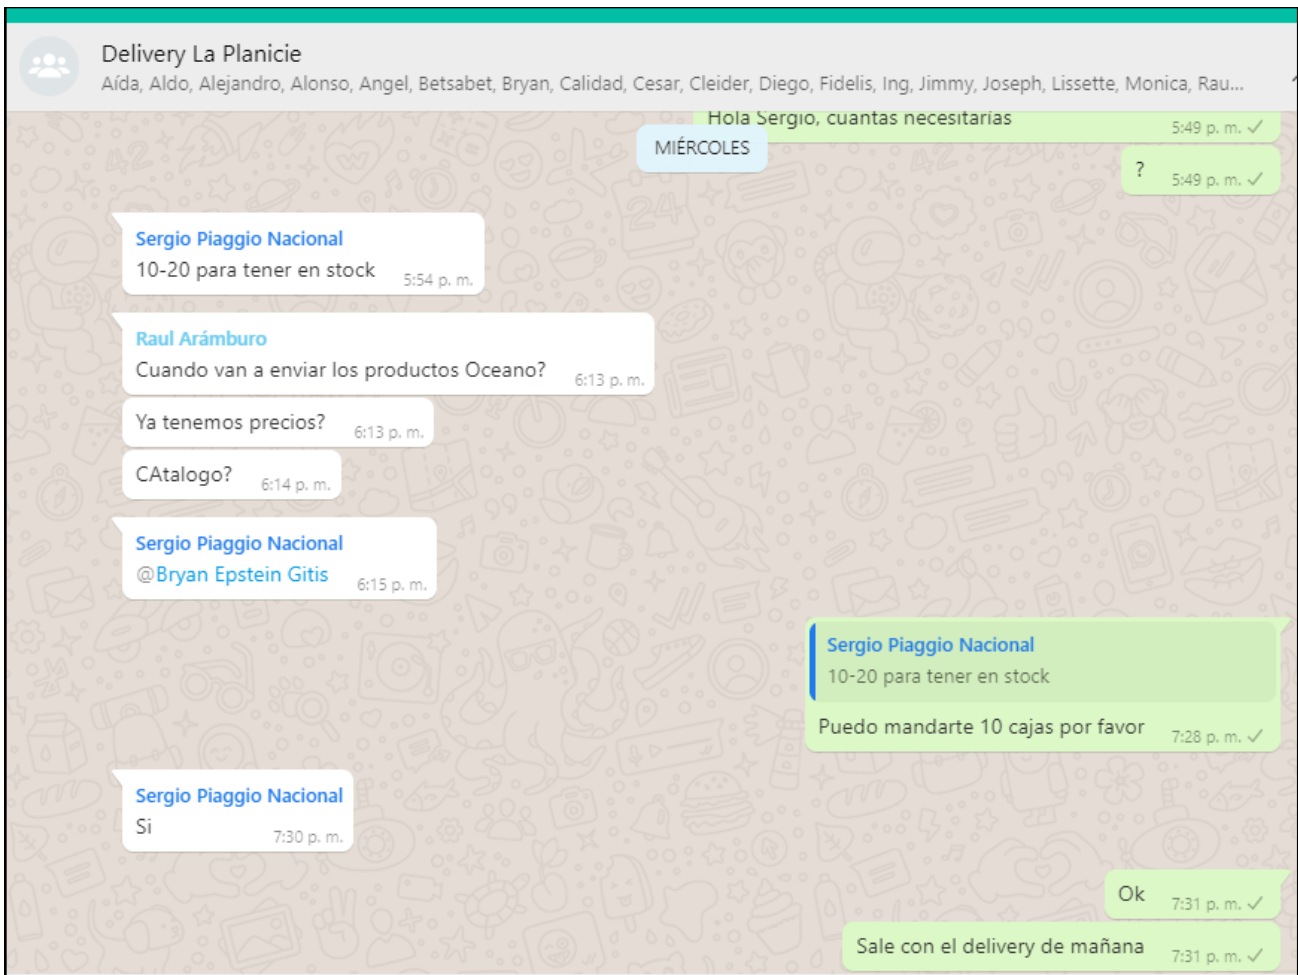 Delivery La Planicie
Aída, Aldo, Alejandro, Alonso, Angel, Betsabet, Bryan, Calidad, Cesar, Cleider, Diego, Fidelis, Ing, Jimmy, Joseph, Lissette, Monica, Rau...
Hola Sergio, cuantas necesitarias
5:49 p. m.
MIÉRCOLES
?
5:49 p. m.
Sergio Piaggio Nacional
10-20 para tener en stock
5:54 p. m.
Raul Arámburo
Cuando van a enviar los productos Oceano?
6:13 p. m.
Ya tenemos precios?
6:13 p. m.
CAtalogo?
6:14 p. m.
Sergio Piaggio Nacional
@Bryan Epstein Gitis
6:15 p. m.
Sergio Piaggio Nacional
10-20 para tener en stock
Puedo mandarte 10 cajas por favor
7:28 p. m.
Sergio Piaggio Nacional
Si
7:30 p. m.
Ok
7:31 p. m.
Sale con el delivery de mañana
7:31 p. m.